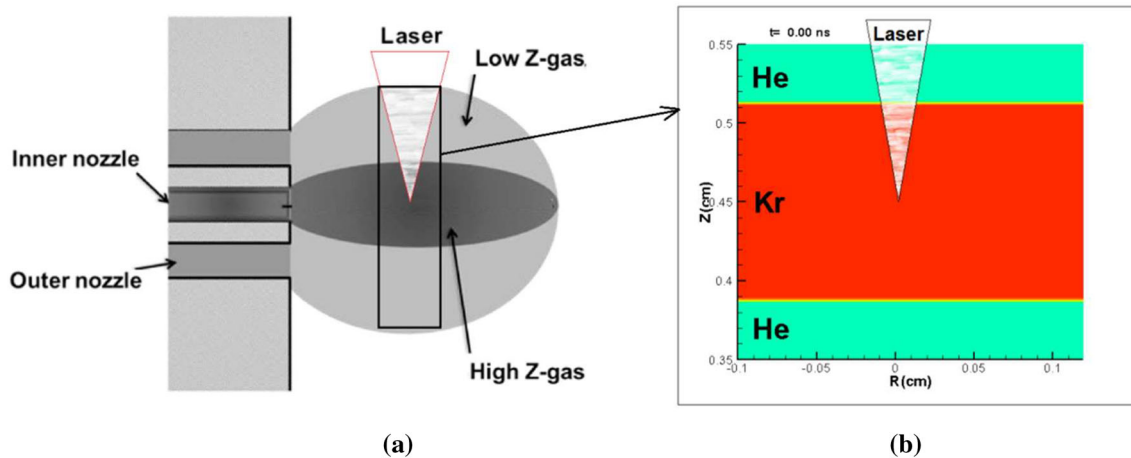 Laser
Low Z-gas
Inner nozzle
Outer nozzle
High Z-gas
(a)
t= 0.00 ns
Laser
0.55
He
0.5
Z(cm)
Kr
0.45
0.4
He
0.35
-0.1
-0.05
0
0.05
0.1
R(cm)
(b)